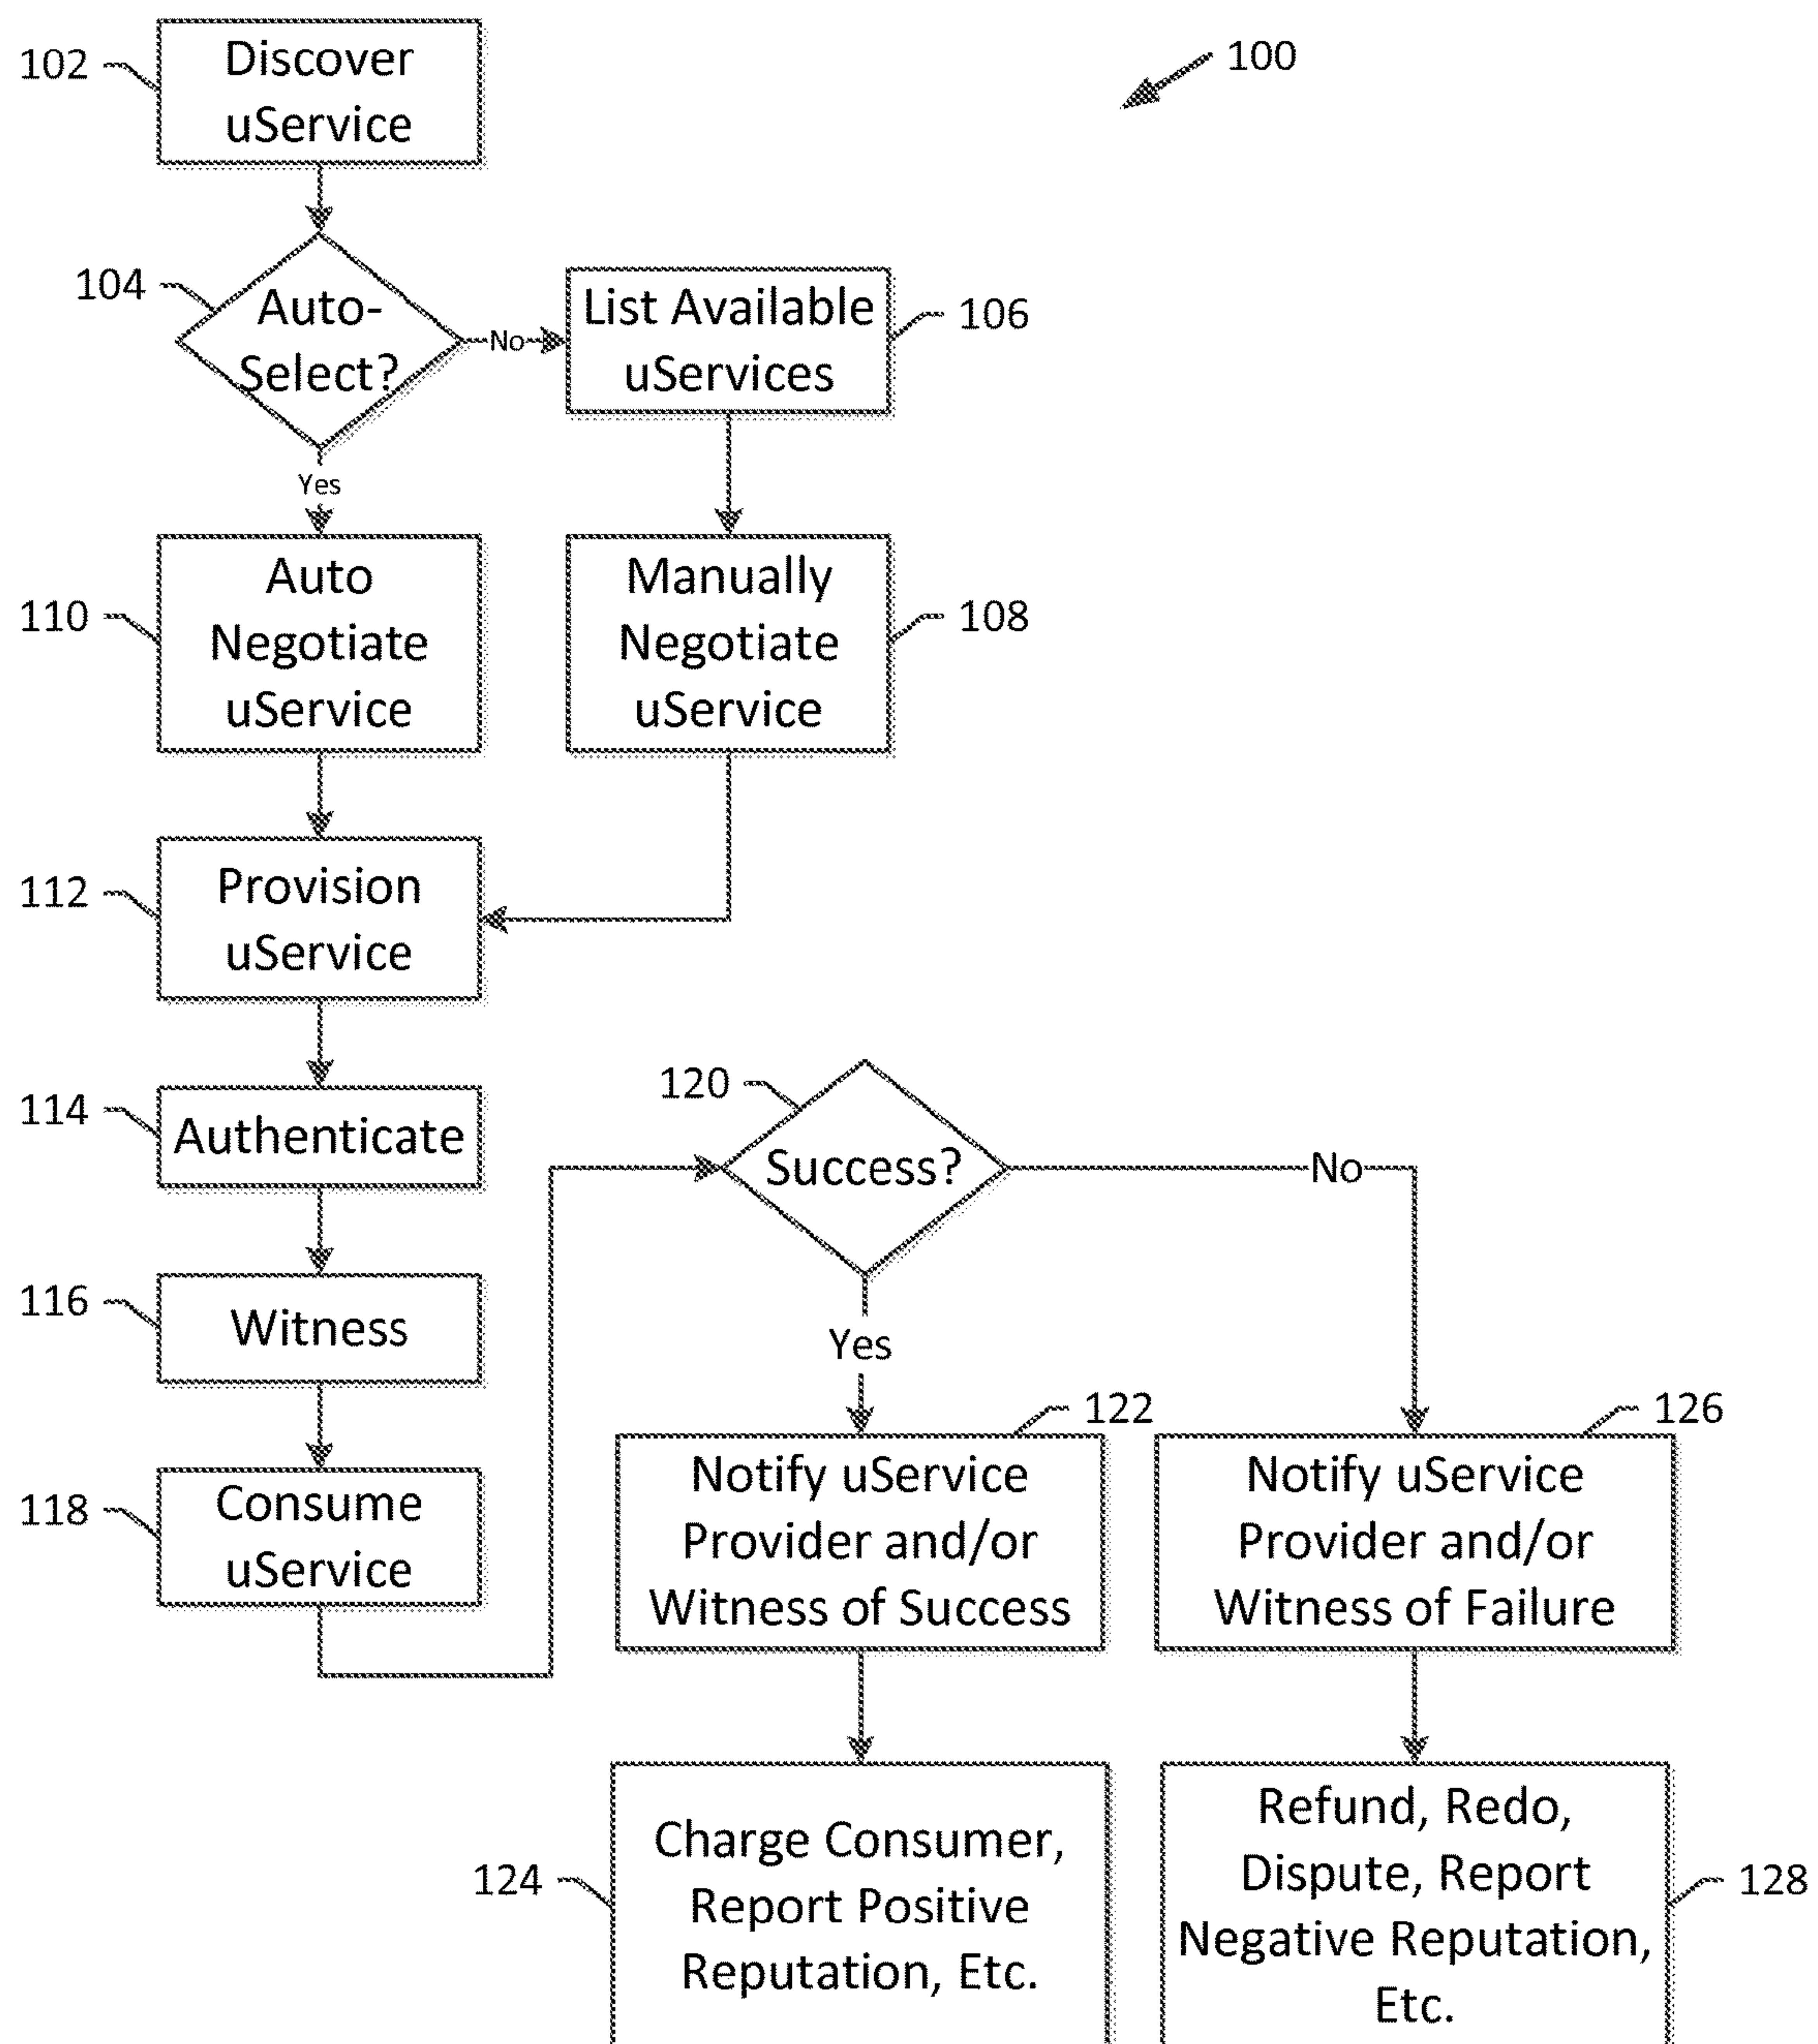 100
102
Discover
uService
104
Auto-
Select?
No
List Available
uServices
106
Yes
110
Auto
Negotiate
uService
Manually
Negotiate
uService
108
112
Provision
uService
114
Authenticate
116
Witness
118
Consume
uService
120
Success?
No
Yes
122
Notify uService
Provider and/or
Witness of Success
126
Notify uService
Provider and/or
Witness of Failure
124
Charge Consumer,
Report Positive
Reputation, Etc.
Refund, Redo,
Dispute, Report
Negative Reputation,
Etc.
128